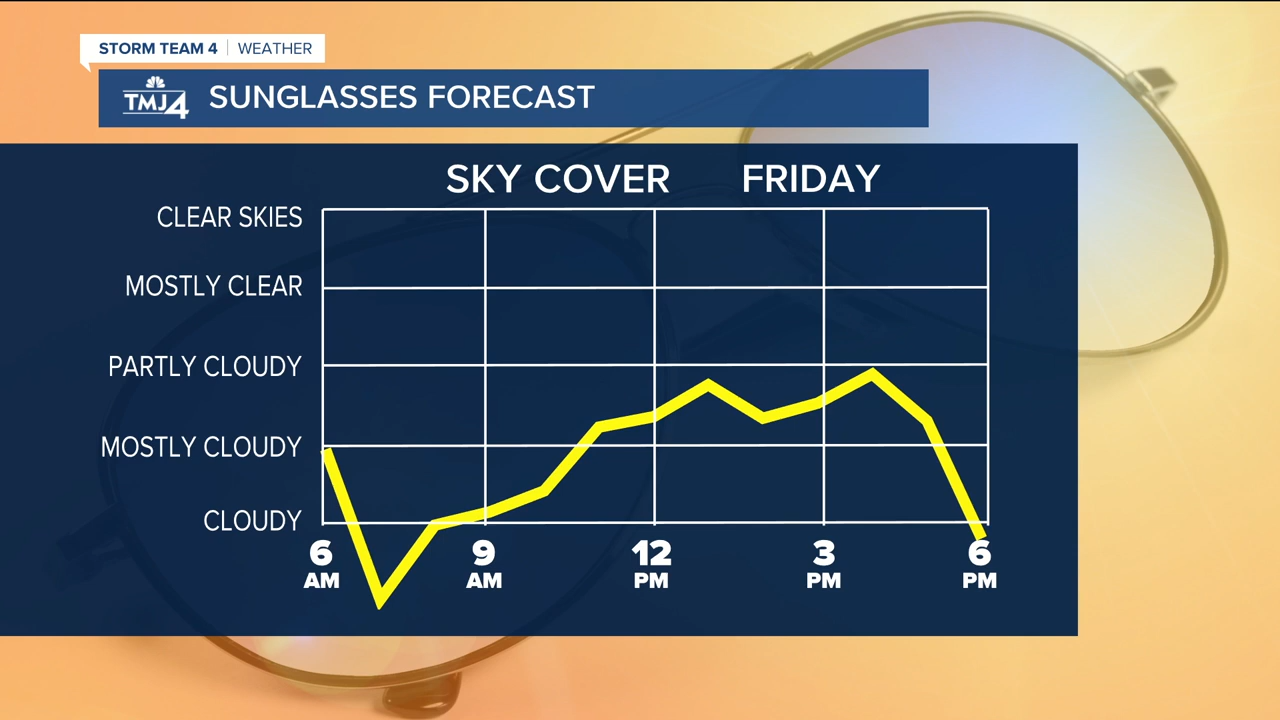 STORM TEAM 4 | WEATHER
TMJ4 SUNGLASSES FORECAST
SKY COVER FRIDAY
CLEAR SKIES
MOSTLY CLEAR
PARTLY CLOUDY
MOSTLY CLOUDY
CLOUDY
6 9 12 3 6
AM AM PM PM PM